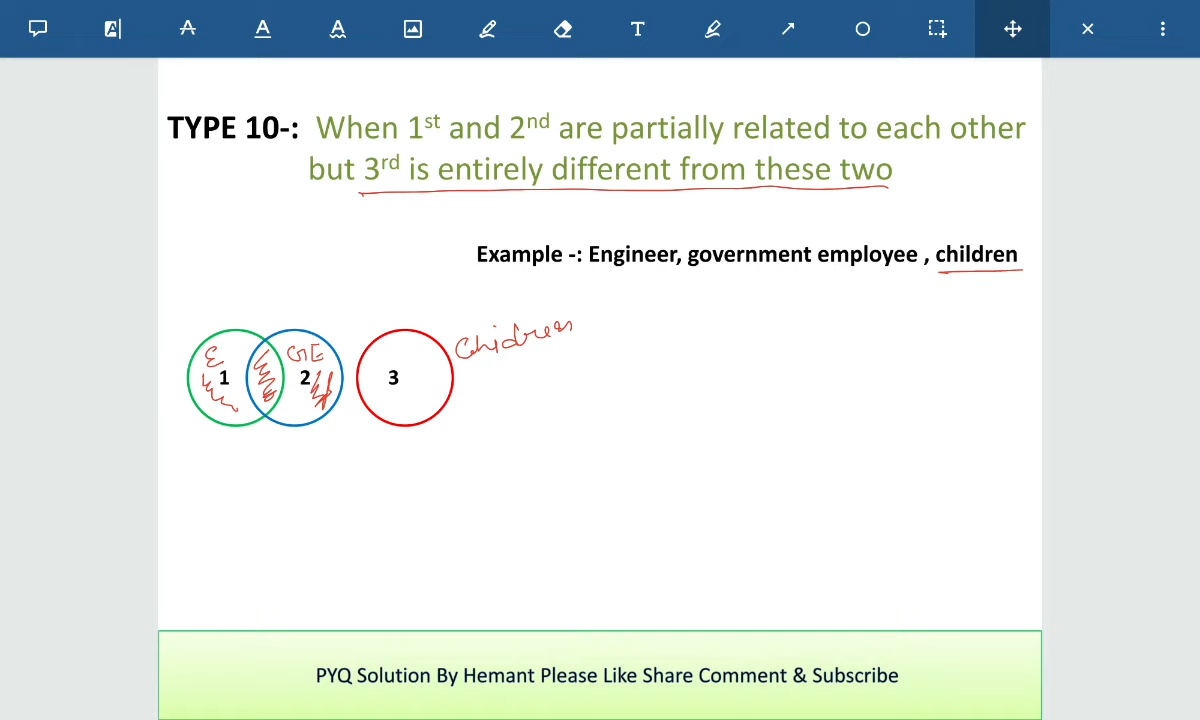 TYPE 10-: When 1st and 2nd are partially related to each other
but 3rd is entirely different from these two
Example -: Engineer, government employee , children
Chidren
E
GE
1
2
3
PYQ Solution By Hemant Please Like Share Comment & Subscribe